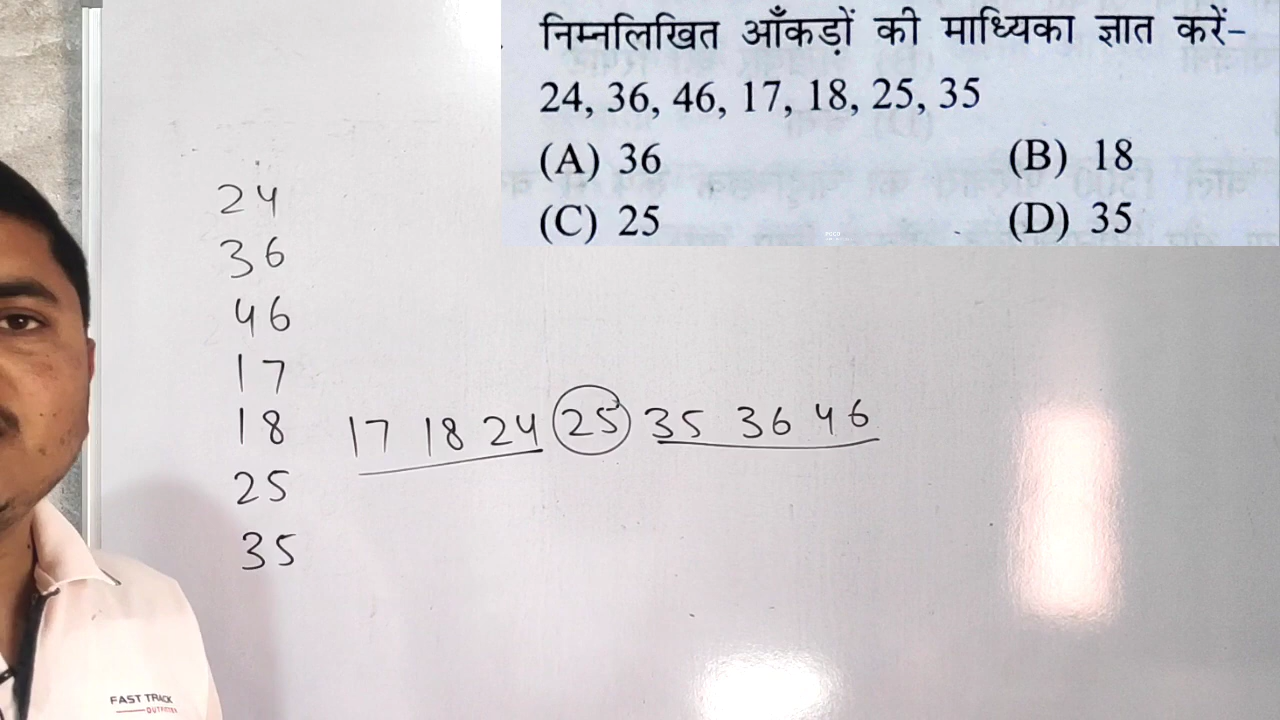 निम्नलिखित आँकड़ों की माध्यिका ज्ञात करें–
24, 36, 46, 17, 18, 25, 35
(A) 36 (B) 18
(C) 25 (D) 35
24
36
46
17
18
25
35
17 18 24 25 35 36 46
FAST TRACK